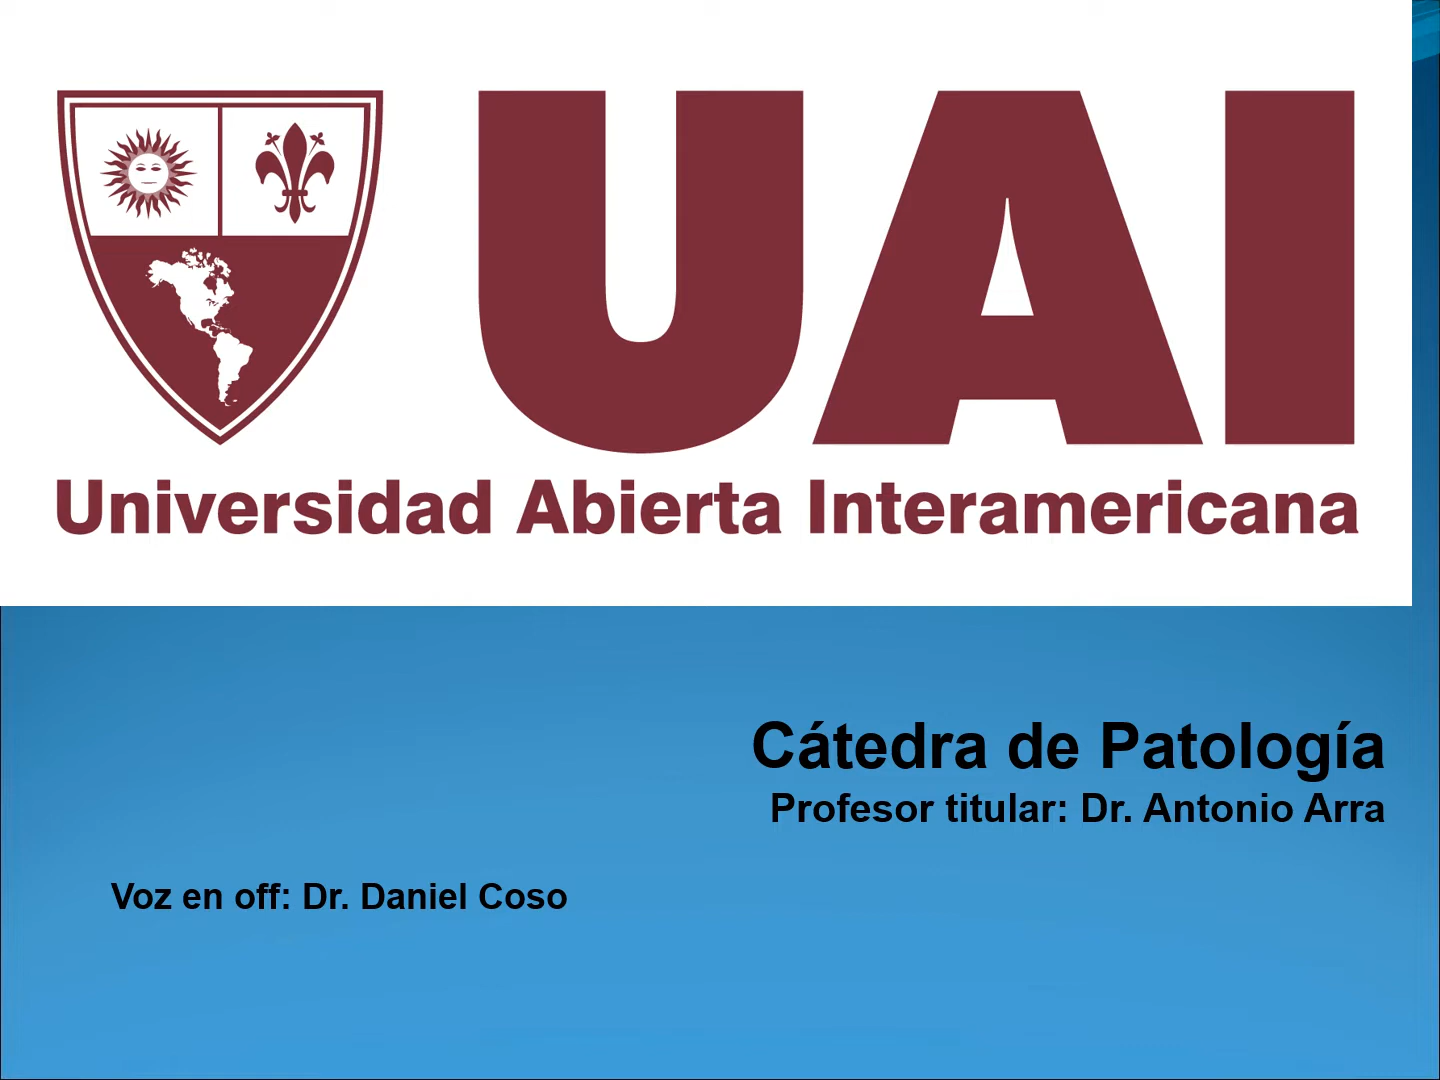 UAI
Universidad Abierta Interamericana
Cátedra de Patología
Profesor titular: Dr. Antonio Arra
Voz en off: Dr. Daniel Coso